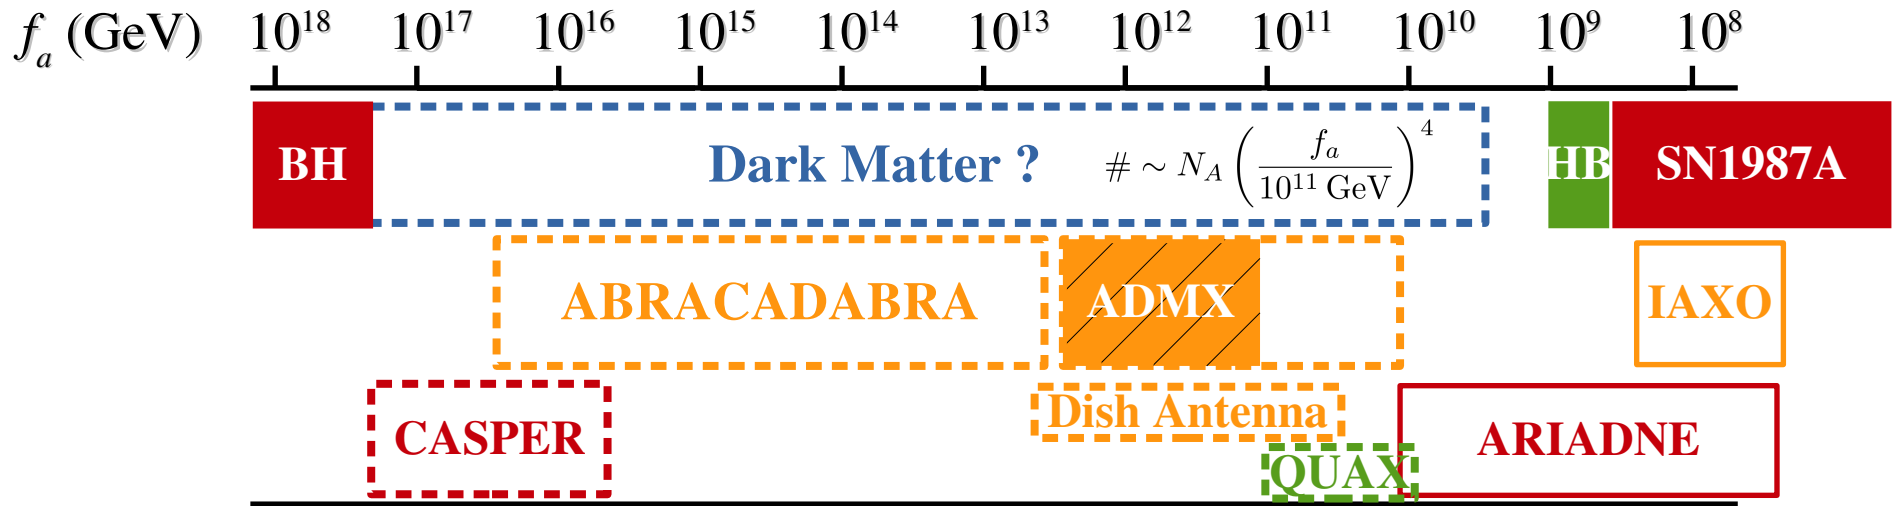 f_a (GeV) 10^18 10^17 10^16 10^15 10^14 10^13 10^12 10^11 10^10 10^9 10^8
BH Dark Matter ? # ∼ N_A (f_a / 10^11 GeV)^4 HB SN1987A
ABRACADABRA ADMX IAXO
Dish Antenna
CASPER ARIADNE
QUAX